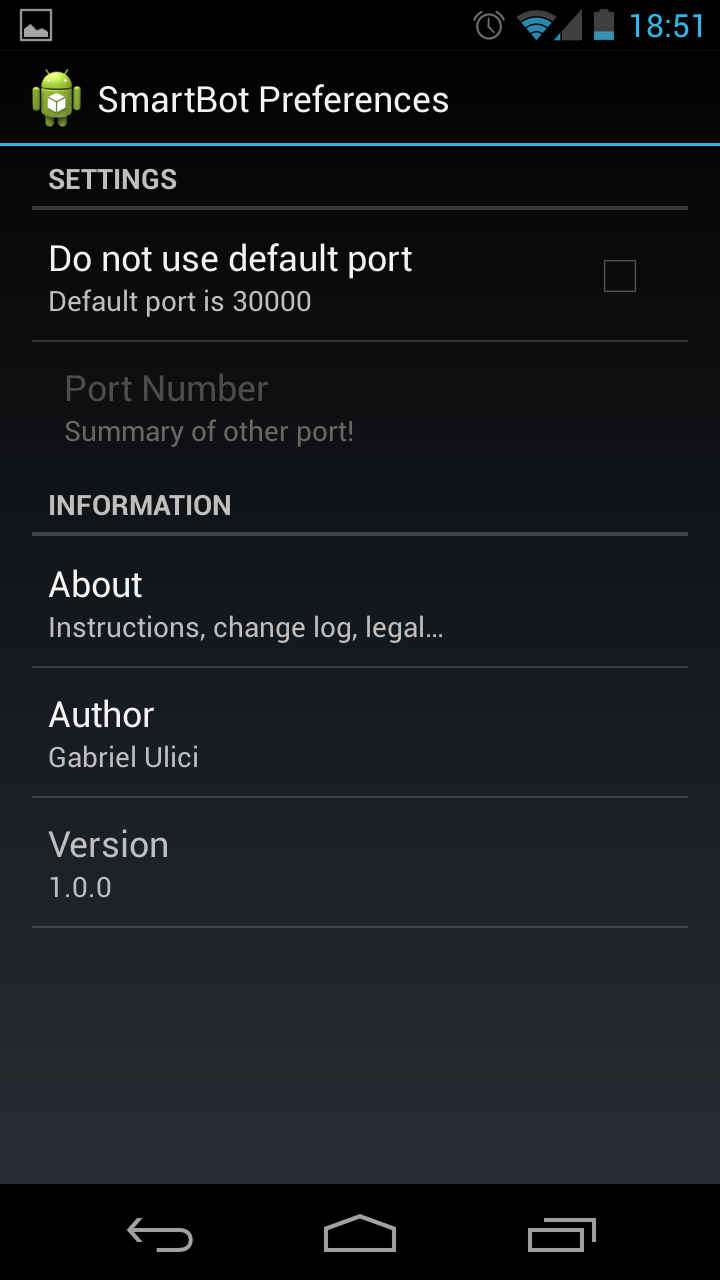 18:51
SmartBot Preferences
SETTINGS
Do not use default port
Default port is 30000
Port Number
Summary of other port!
INFORMATION
About
Instructions, change log, legal…
Author
Gabriel Ulici
Version
1.0.0